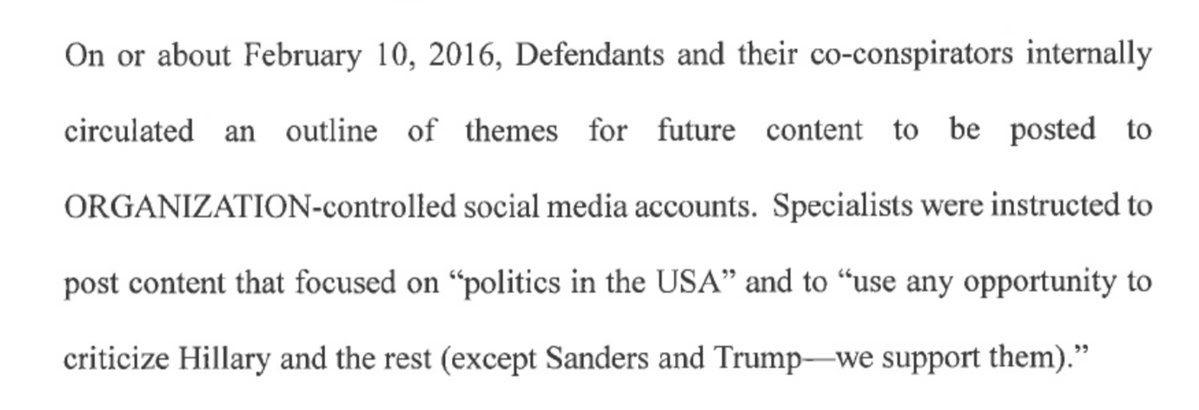 On or about February 10, 2016, Defendants and their co-conspirators internally
circulated an outline of themes for future content to be posted to
ORGANIZATION-controlled social media accounts.  Specialists were instructed to
post content that focused on “politics in the USA” and to “use any opportunity to
criticize Hillary and the rest (except Sanders and Trump—we support them).”